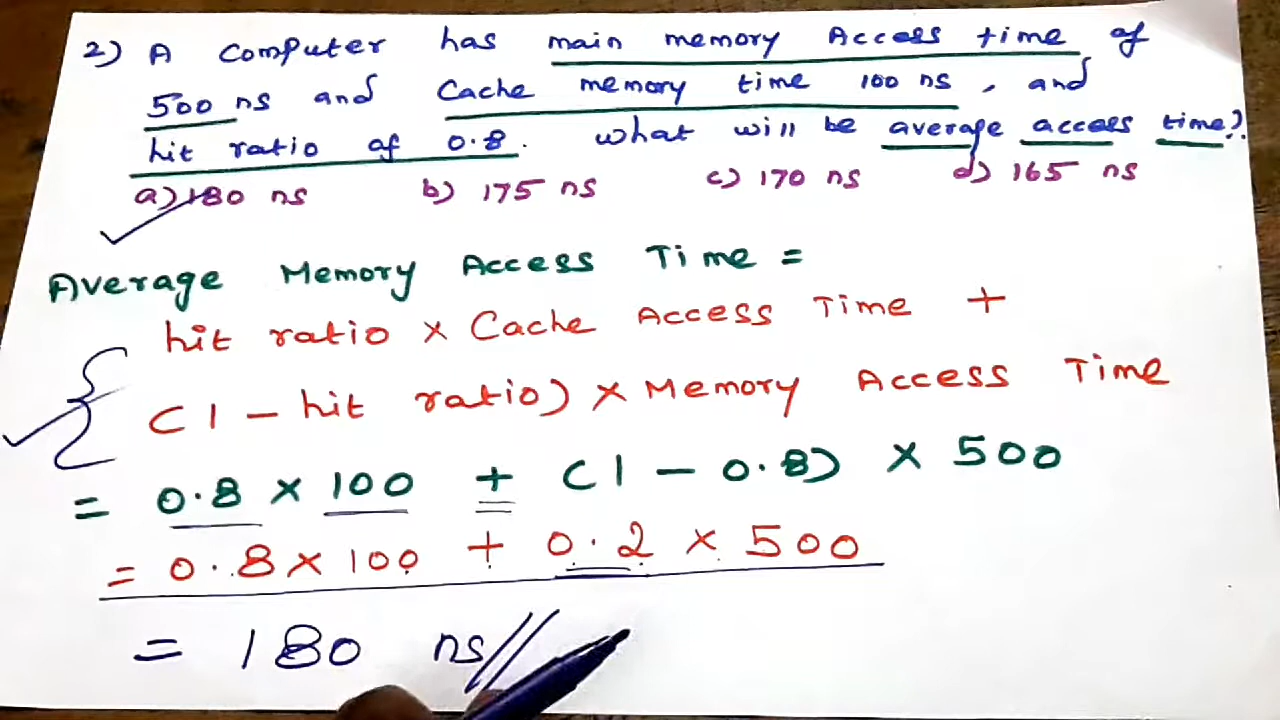 2) A Computer has main memory Access time of
500 ns and Cache memory time 100 ns, and
hit ratio of 0.8. what will be average access time?
a) 180 ns b) 175 ns c) 170 ns d) 165 ns
Average Memory Access Time =
hit ratio × Cache Access Time +
(1 - hit ratio) × Memory Access Time
= 0.8 × 100 + (1 - 0.8) × 500
= 0.8 × 100 + 0.2 × 500
= 180 ns//